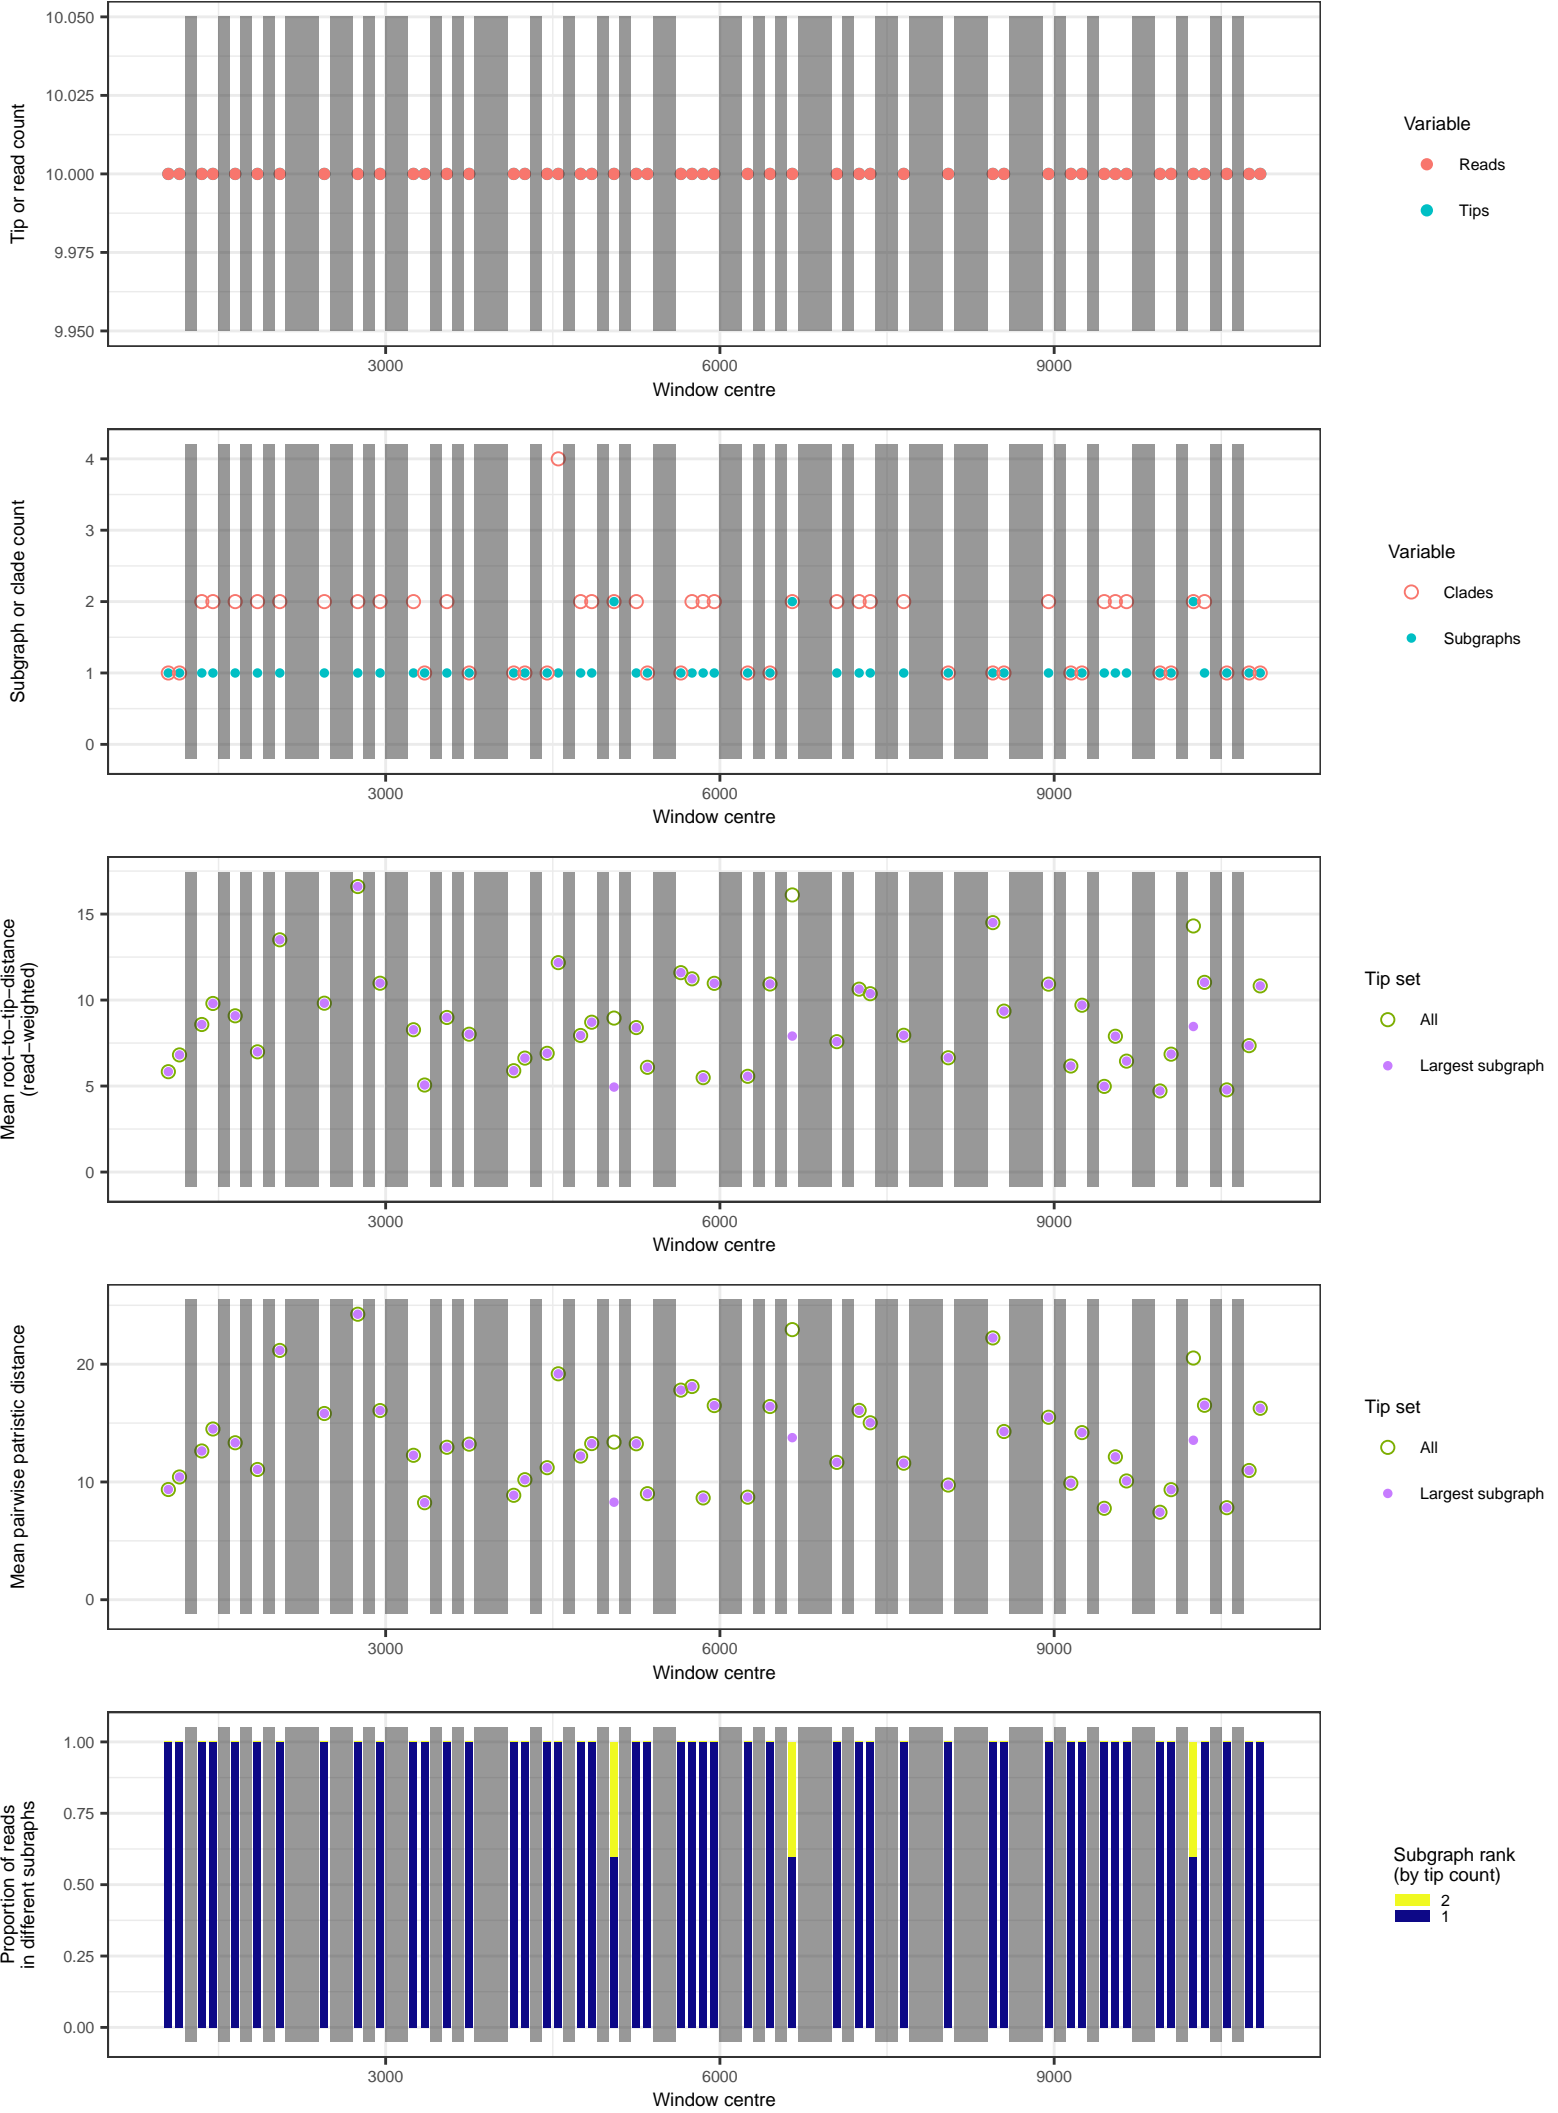 10.050
10.025
10.000
9.975
9.950
Tip or read count
3000
6000
9000
Window centre
Variable
Reads
Tips
4
3
2
1
0
Subgraph or clade count
3000
6000
9000
Window centre
Variable
Clades
Subgraphs
15
10
5
0
Mean root−to−tip−distance
(read−weighted)
3000
6000
9000
Window centre
Tip set
All
Largest subgraph
20
10
0
Mean pairwise patristic distance
3000
6000
9000
Window centre
Tip set
All
Largest subgraph
1.00
0.75
0.50
0.25
0.00
Proportion of reads
in different subraphs
3000
6000
9000
Window centre
Subgraph rank
(by tip count)
2
1